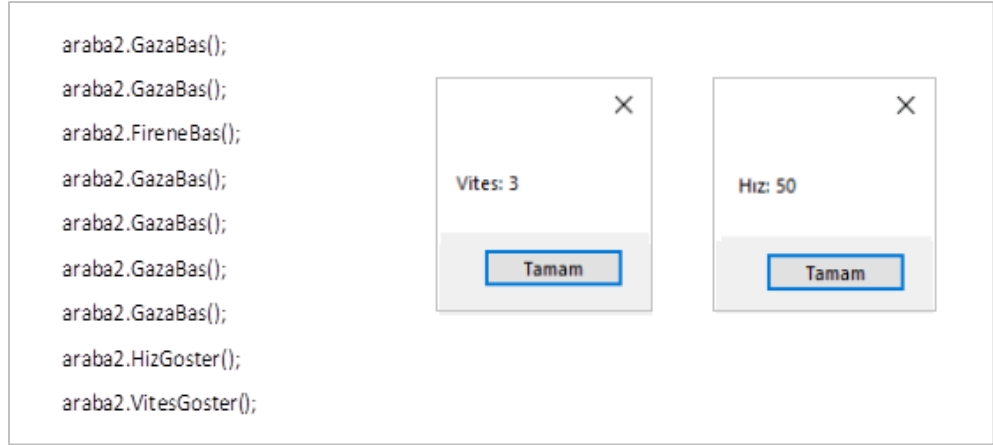 araba2.GazaBas();
araba2.GazaBas();
araba2.FireneBas();
araba2.GazaBas();
araba2.GazaBas();
araba2.GazaBas();
araba2.GazaBas();
araba2.HizGoster();
araba2.VitesGoster();
Vites: 3
Tamam
Hız: 50
Tamam